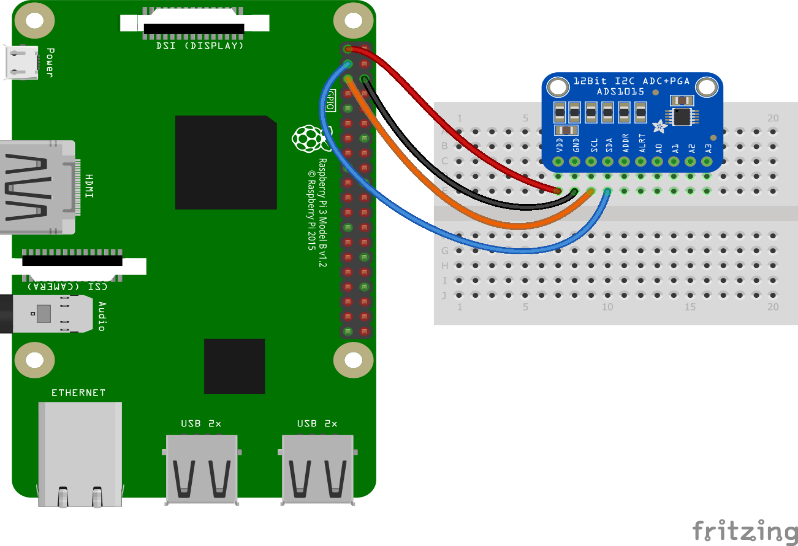 DSI (DISPLAY)
Power
HDMI
GPIO
Raspberry Pi 3 Model B v1.2
© Raspberry Pi 2015
CSI (CAMERA)
Audio
ETHERNET
USB 2x
USB 2x
12Bit I2C ADC+PGA
ADS1015
VDD GND SCL SDA ADDR ALRT A0 A1 A2 A3
1 5 20
A
B
C
E
G
H
I
J
1 5 10 15 20
fritzing